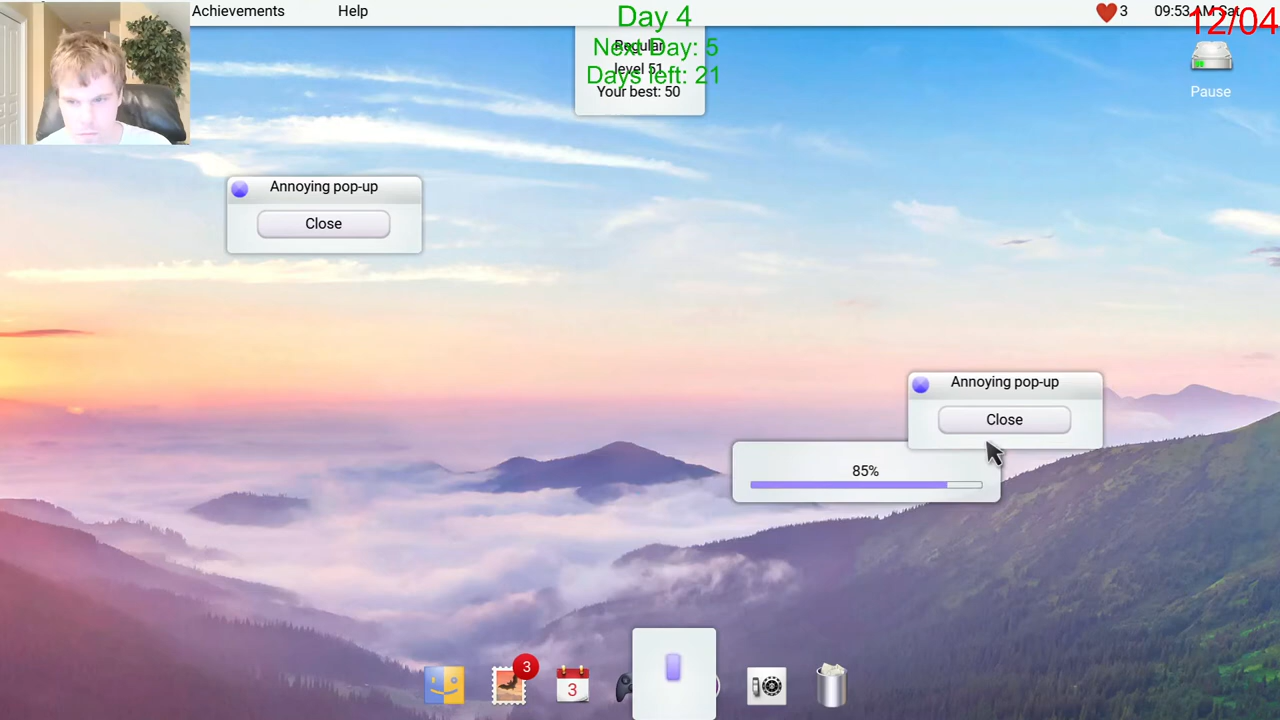 Achievements
Help
Day 4
3
09:53 AM Sat
12/04
Regular
Next Day: 5
level 51
Days left: 21
Your best: 50
Pause
Annoying pop-up
Close
Annoying pop-up
Close
85%
3
3